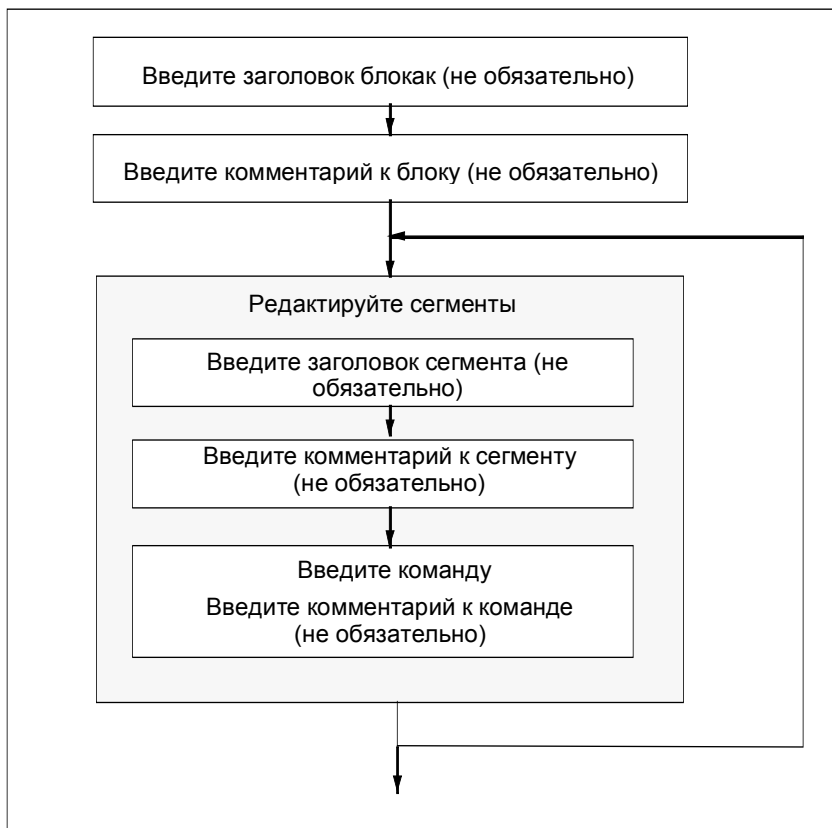 Введите заголовок блокак (не обязательно)
Введите комментарий к блоку (не обязательно)
Редактируйте сегменты
Введите заголовок сегмента (не
обязательно)
Введите комментарий к сегменту
(не обязательно)
Введите команду
Введите комментарий к команде
(не обязательно)